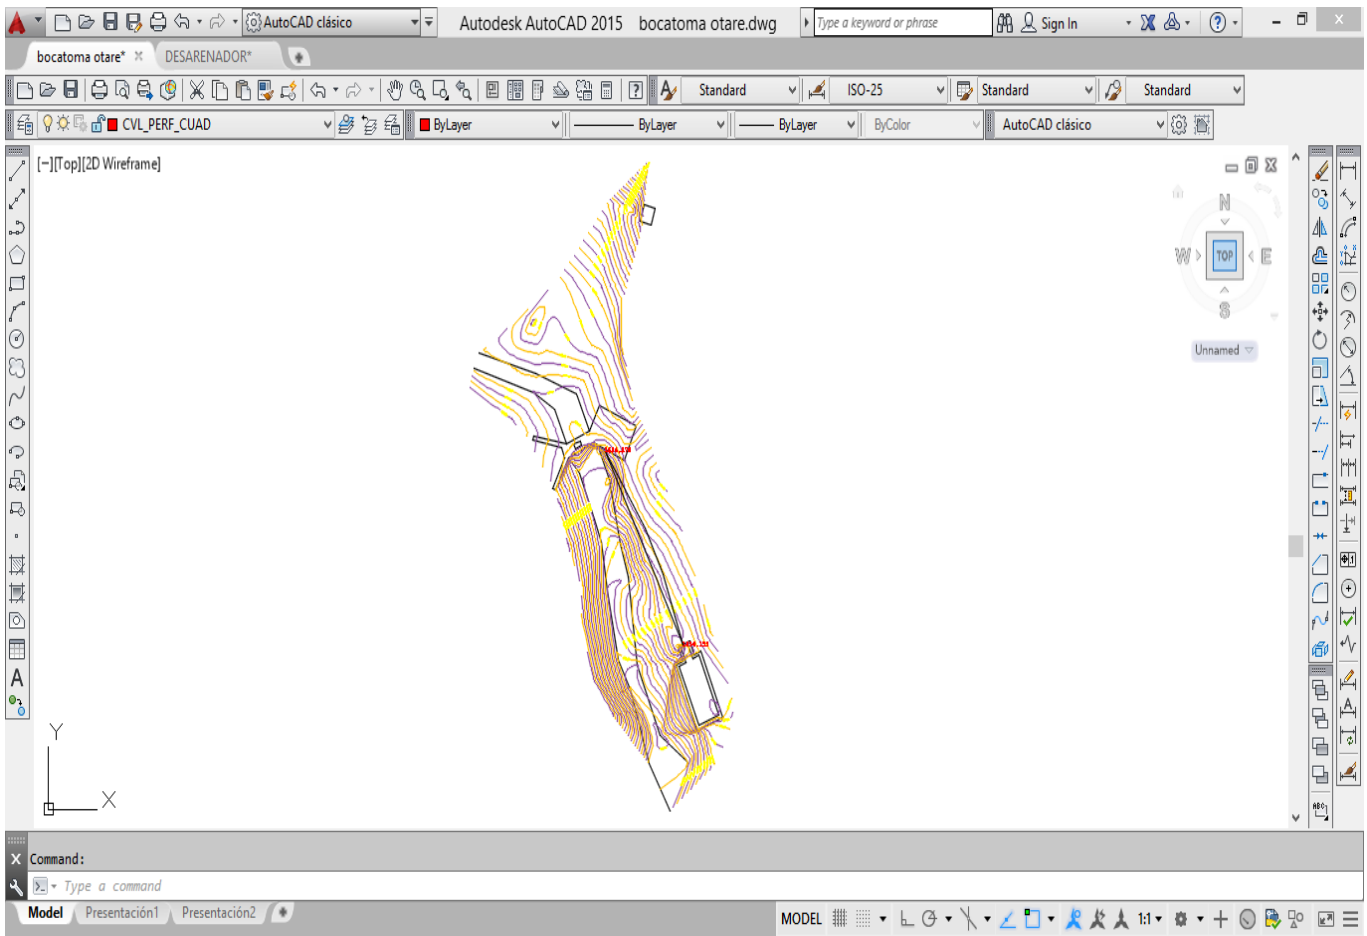 AutoCAD clásico
Autodesk AutoCAD 2015 bocatoma otare.dwg
Type a keyword or phrase
Sign In
bocatoma otare*
DESARENADOR*
Standard
ISO-25
Standard
Standard
CVL_PERF_CUAD
ByLayer
ByLayer
ByLayer
ByColor
AutoCAD clásico
[−][Top][2D Wireframe]
N
W
TOP
E
S
Unnamed
Y
X
Command:
Type a command
Model Presentación1 Presentación2
MODEL
1:1